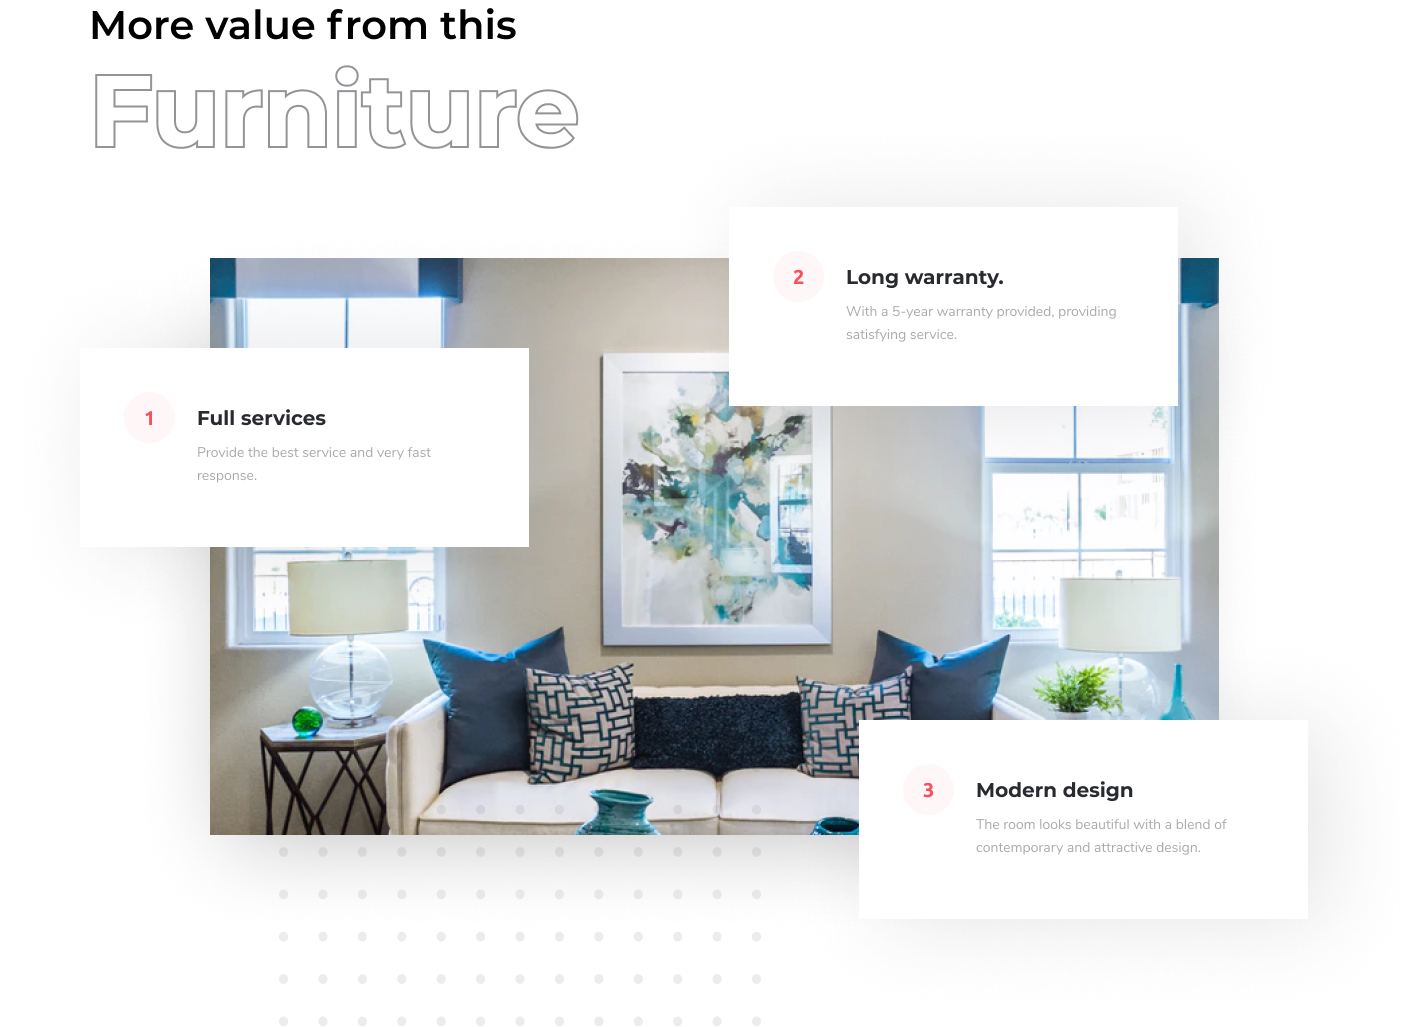 More value from this
Furniture
1
Full services
Provide the best service and very fast
response.
2
Long warranty.
With a 5-year warranty provided, providing
satisfying service.
3
Modern design
The room looks beautiful with a blend of
contemporary and attractive design.